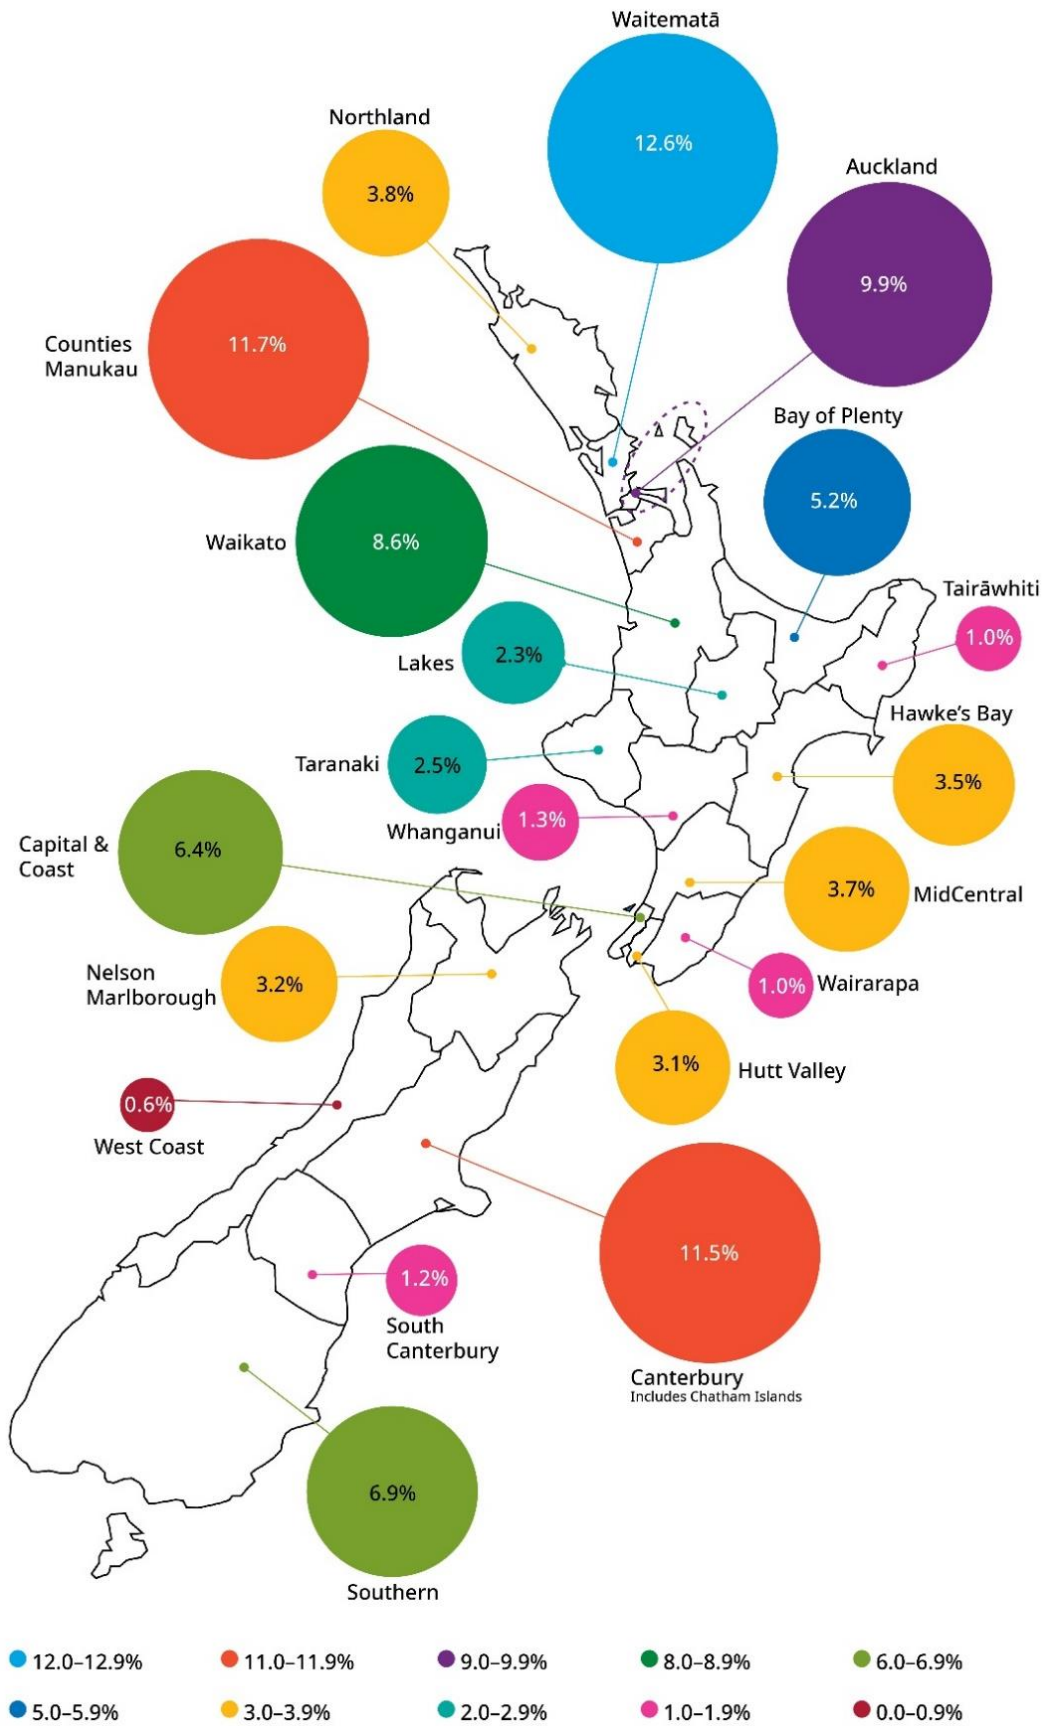 Waitematā
12.6%
Northland
3.8%
Auckland
9.9%
Counties
Manukau
11.7%
Bay of Plenty
5.2%
Waikato
8.6%
Tairāwhiti
1.0%
Lakes
2.3%
Hawke's Bay
3.5%
Taranaki
2.5%
Whanganui
1.3%
Capital &
Coast
6.4%
3.7%
MidCentral
Nelson
Marlborough
3.2%
1.0%
Wairarapa
3.1%
Hutt Valley
0.6%
West Coast
11.5%
Canterbury
Includes Chatham Islands
1.2%
South
Canterbury
6.9%
Southern
12.0–12.9%
11.0–11.9%
9.0–9.9%
8.0–8.9%
6.0–6.9%
5.0–5.9%
3.0–3.9%
2.0–2.9%
1.0–1.9%
0.0–0.9%